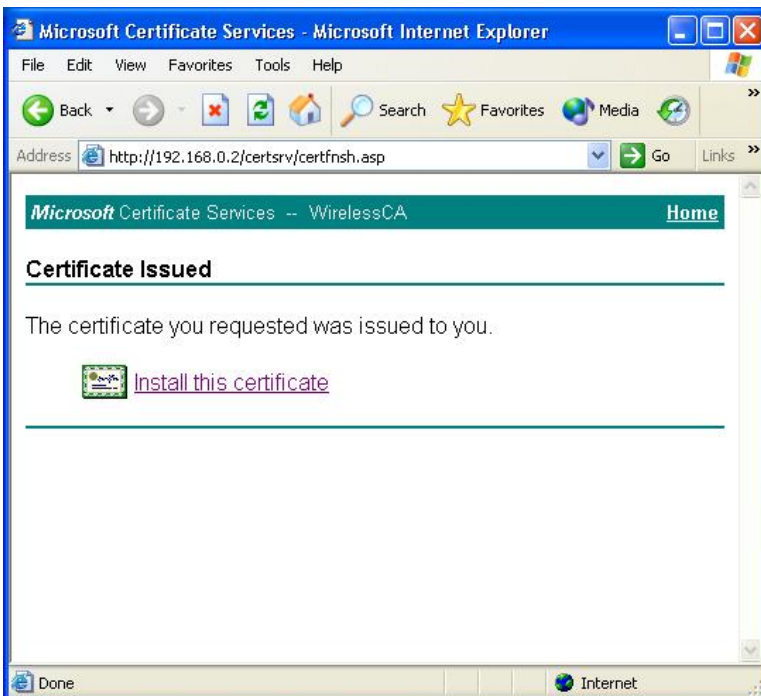 Microsoft Certificate Services - Microsoft Internet Explorer
File Edit View Favorites Tools Help
Back Search Favorites Media »
Address http://192.168.0.2/certsrv/certfnsh.asp Go Links »
Microsoft Certificate Services -- WirelessCA Home
Certificate Issued
The certificate you requested was issued to you.
Install this certificate
Done Internet